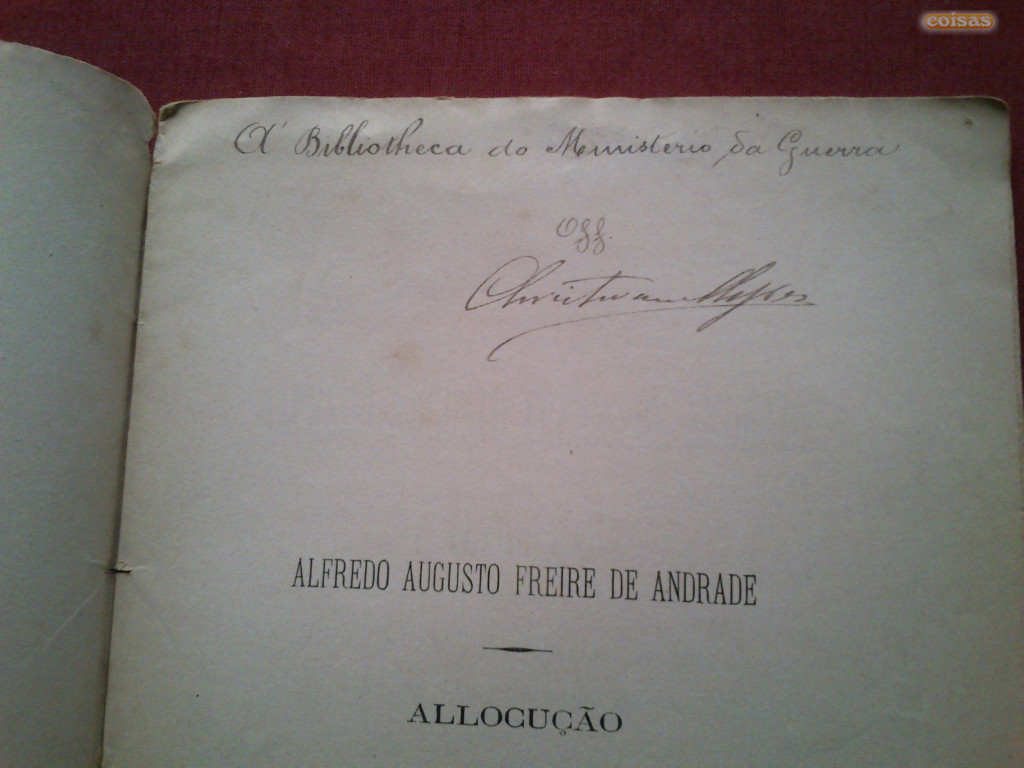 coisas
A' Bibliotheca do Ministerio da Guerra
Off.
ALFREDO AUGUSTO FREIRE DE ANDRADE
ALLOCUÇÃO